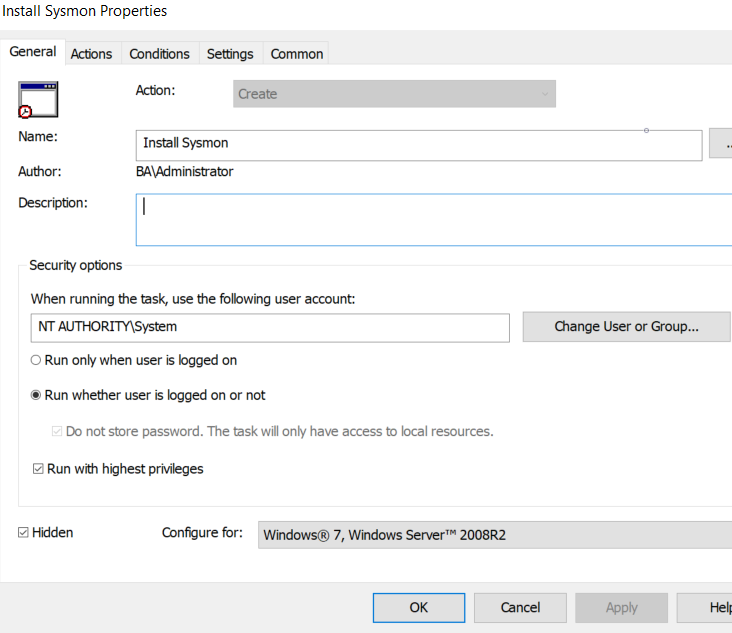 Install Sysmon Properties
General Actions Conditions Settings Common
Action: Create
Name: Install Sysmon ..
Author: BA\Administrator
Description:
Security options
When running the task, use the following user account:
NT AUTHORITY\System Change User or Group...
Run only when user is logged on
Run whether user is logged on or not
Do not store password. The task will only have access to local resources.
Run with highest privileges
Hidden Configure for: Windows® 7, Windows Server™ 2008R2
OK Cancel Apply Help